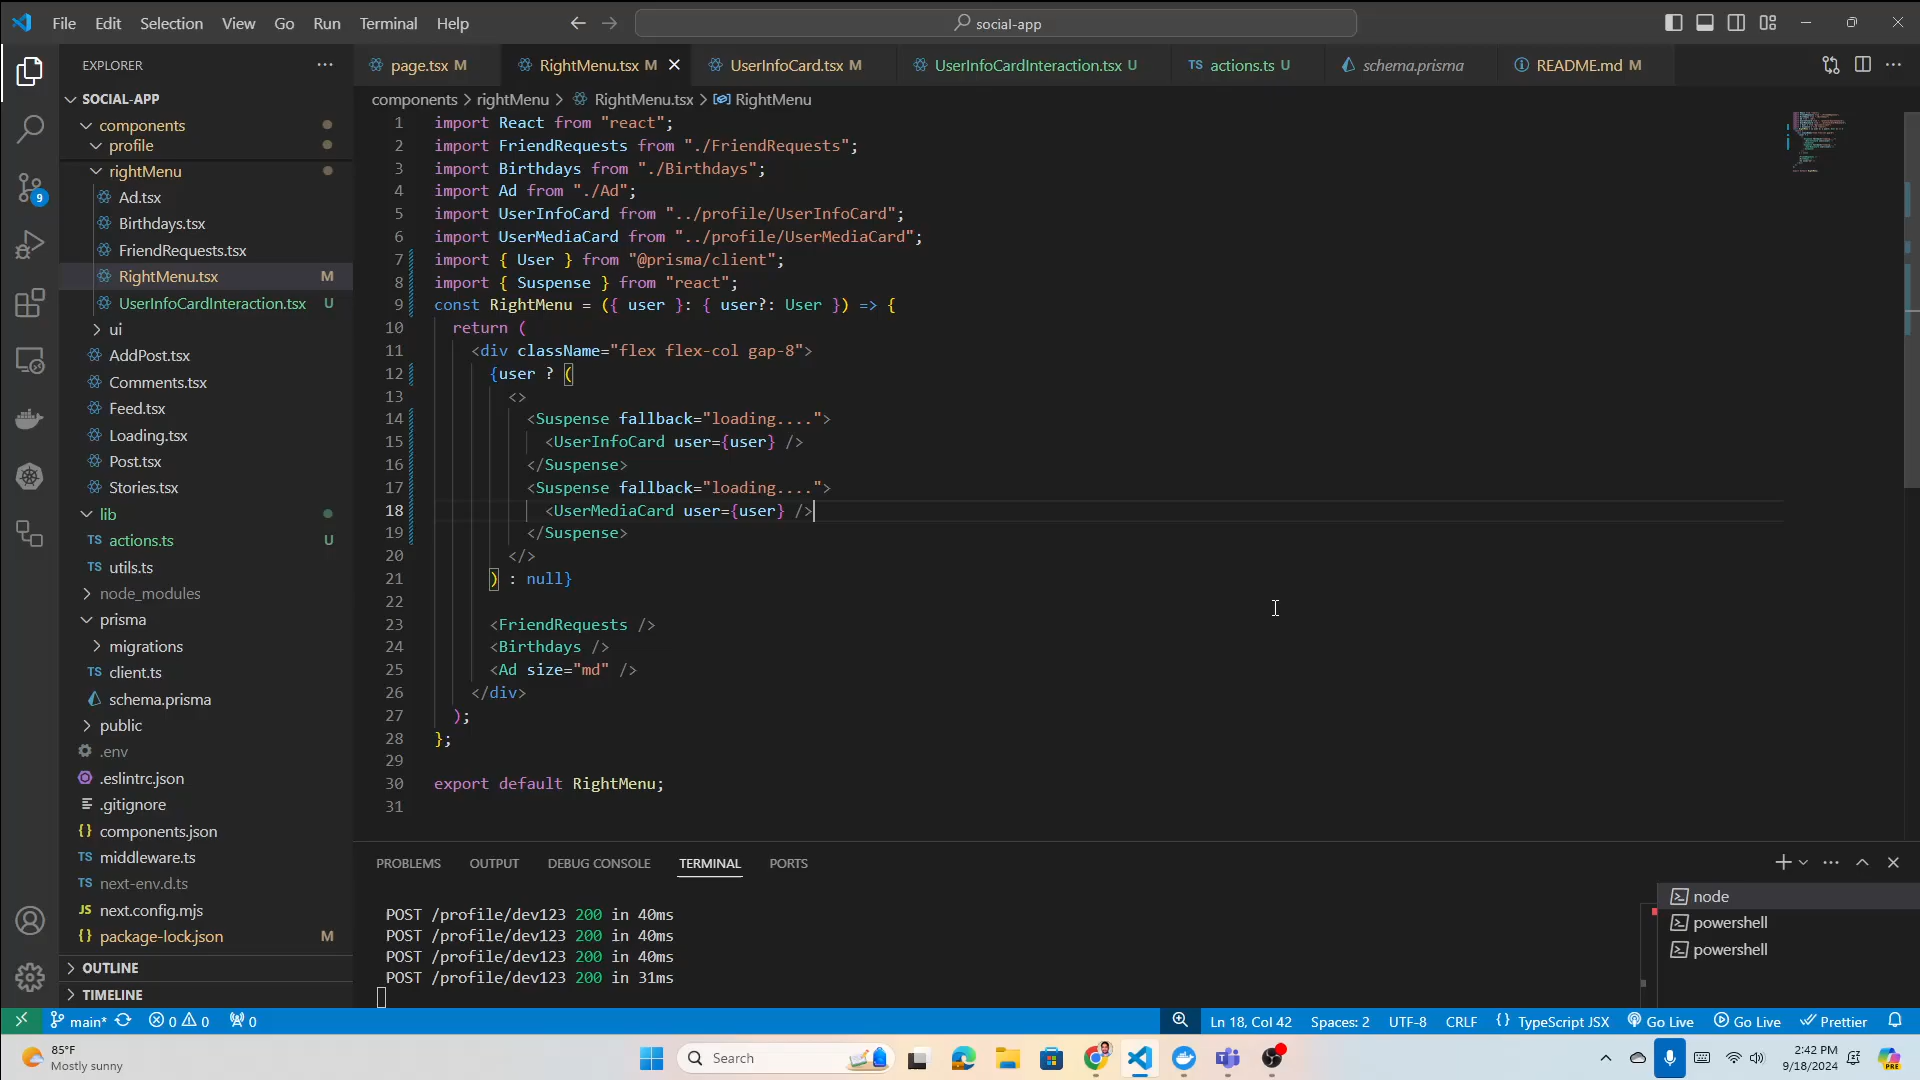 File Edit Selection View Go Run Terminal Help
social-app
EXPLORER
SOCIAL-APP
components
profile
rightMenu
Ad.tsx
Birthdays.tsx
FriendRequests.tsx
RightMenu.tsx M
UserInfoCardInteraction.tsx U
ui
AddPost.tsx
Comments.tsx
Feed.tsx
Loading.tsx
Post.tsx
Stories.tsx
lib
TS actions.ts U
TS utils.ts
node_modules
prisma
migrations
TS client.ts
schema.prisma
public
.env
.eslintrc.json
.gitignore
{} components.json
TS middleware.ts
TS next-env.d.ts
JS next.config.mjs
{} package-lock.json M
OUTLINE
TIMELINE
9
page.tsx M
RightMenu.tsx M
UserInfoCard.tsx M
UserInfoCardInteraction.tsx U
TS actions.ts U
schema.prisma
README.md M
components > rightMenu > RightMenu.tsx > RightMenu
1 import React from "react";
2 import FriendRequests from "./FriendRequests";
3 import Birthdays from "./Birthdays";
4 import Ad from "./Ad";
5 import UserInfoCard from "../profile/UserInfoCard";
6 import UserMediaCard from "../profile/UserMediaCard";
7 import { User } from "@prisma/client";
8 import { Suspense } from "react";
9 const RightMenu = ({ user }: { user?: User }) => {
10 return (
11 <div className="flex flex-col gap-8">
12 {user ? (
13 <>
14 <Suspense fallback="loading....">
15 <UserInfoCard user={user} />
16 </Suspense>
17 <Suspense fallback="loading....">
18 <UserMediaCard user={user} />
19 </Suspense>
20 </>
21 ) : null}
22
23 <FriendRequests />
24 <Birthdays />
25 <Ad size="md" />
26 </div>
27 );
28 };
29
30 export default RightMenu;
31
PROBLEMS OUTPUT DEBUG CONSOLE TERMINAL PORTS
POST /profile/dev123 200 in 40ms
POST /profile/dev123 200 in 40ms
POST /profile/dev123 200 in 40ms
POST /profile/dev123 200 in 31ms
node
powershell
powershell
main* 0 0 0
Ln 18, Col 42 Spaces: 2 UTF-8 CRLF {} TypeScript JSX Go Live Go Live Prettier
85°F
Mostly sunny
Search
2:42 PM
9/18/2024
PRE